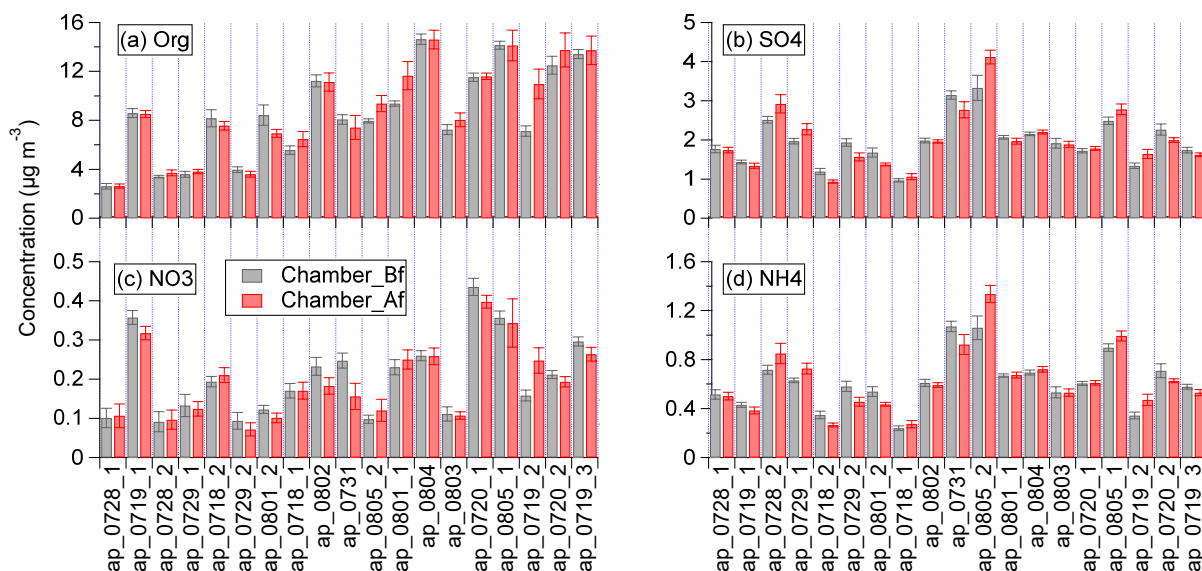 Concentration (µg m-3)
(a) Org
16
12
8
4
0
(b) SO4
5
4
3
2
1
0
(c) NO3
Chamber_Bf
Chamber_Af
0.5
0.4
0.3
0.2
0.1
0
(d) NH4
1.6
1.2
0.8
0.4
0
ap_0728_1
ap_0719_1
ap_0728_2
ap_0729_1
ap_0718_2
ap_0729_2
ap_0801_2
ap_0718_1
ap_0802
ap_0731
ap_0805_2
ap_0801_1
ap_0804
ap_0803
ap_0720_1
ap_0805_1
ap_0719_2
ap_0720_2
ap_0719_3
ap_0728_1
ap_0719_1
ap_0728_2
ap_0729_1
ap_0718_2
ap_0729_2
ap_0801_2
ap_0718_1
ap_0802
ap_0731
ap_0805_2
ap_0801_1
ap_0804
ap_0803
ap_0720_1
ap_0805_1
ap_0719_2
ap_0720_2
ap_0719_3